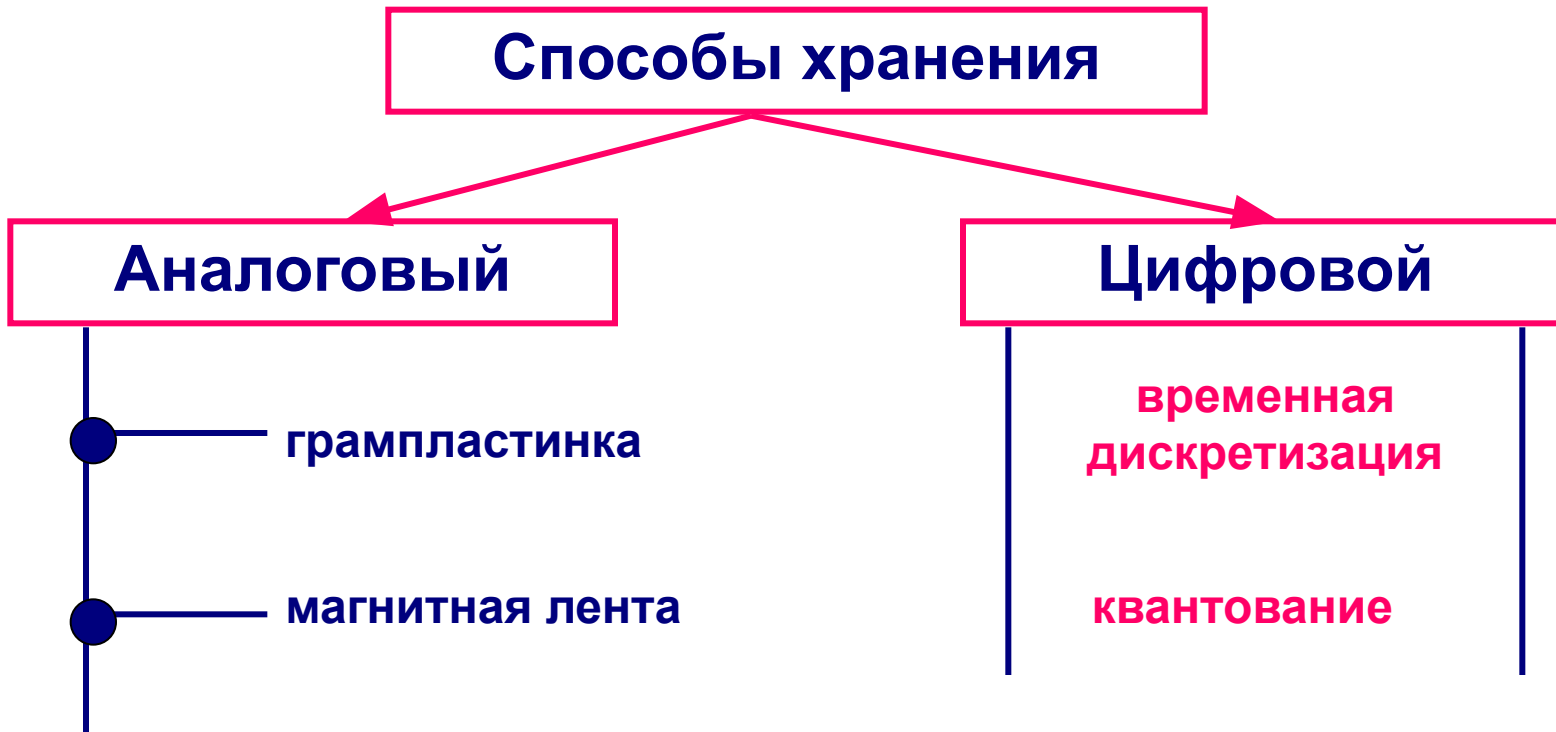 Способы хранения
Аналоговый
Цифровой
грампластинка
магнитная лента
временная
дискретизация
квантование